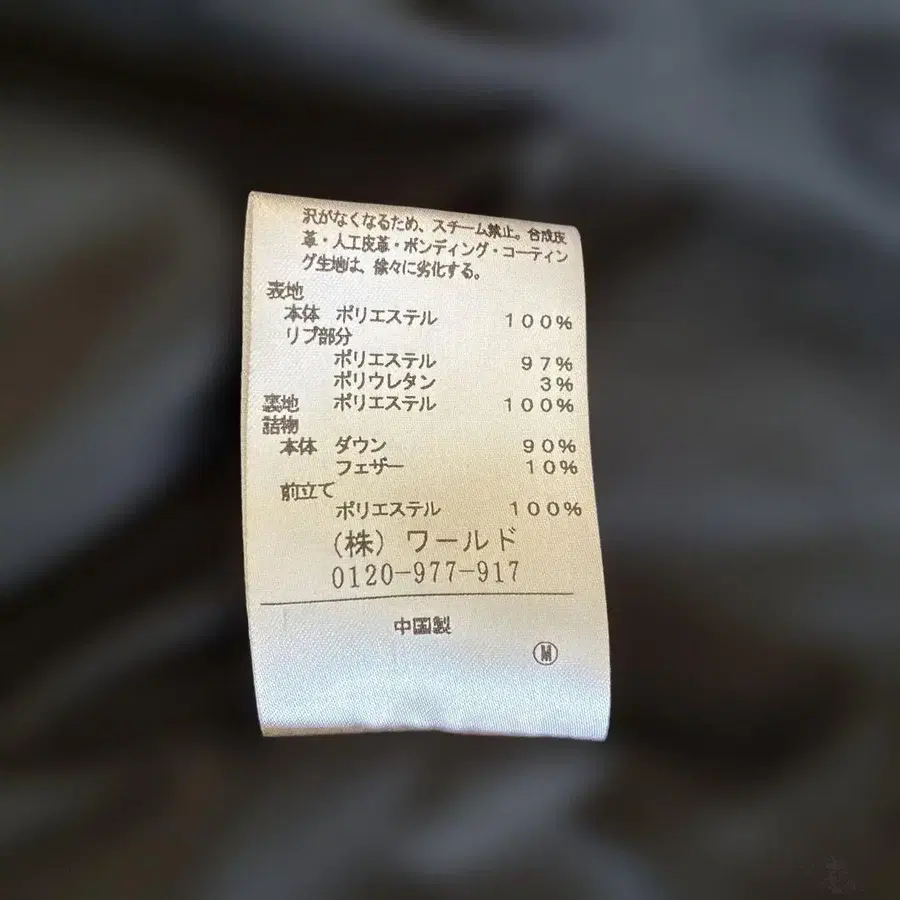 沢がなくなるため、スチーム禁止。合成皮
革・人工皮革・ボンディング・コーティン
グ生地は、徐々に劣化する。
表地
本体 ポリエステル 100%
リブ部分
ポリエステル 97%
ポリウレタン 3%
裏地 ポリエステル 100%
詰物
本体 ダウン 90%
フェザー 10%
前立て
ポリエステル 100%
(株)ワールド
0120-977-917
中国製
Ⓜ